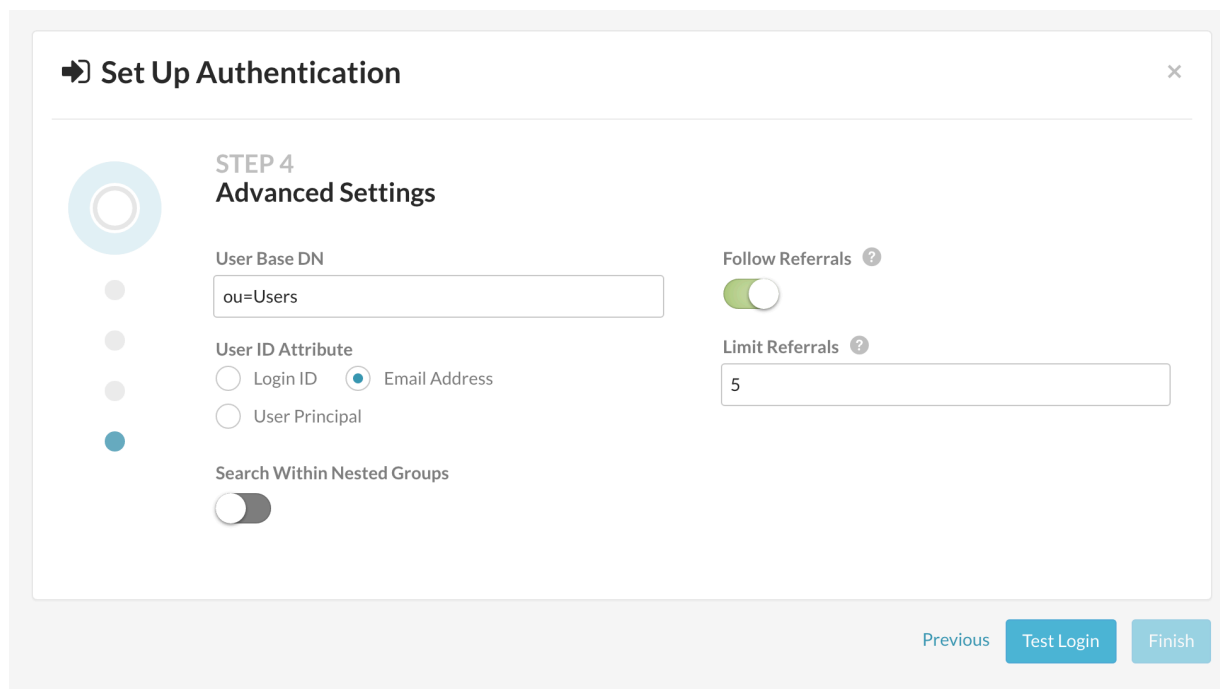 Set Up Authentication
×
STEP 4
Advanced Settings
User Base DN
ou=Users
User ID Attribute
Login ID
Email Address
User Principal
Search Within Nested Groups
Follow Referrals ?
Limit Referrals ?
5
Previous
Test Login
Finish